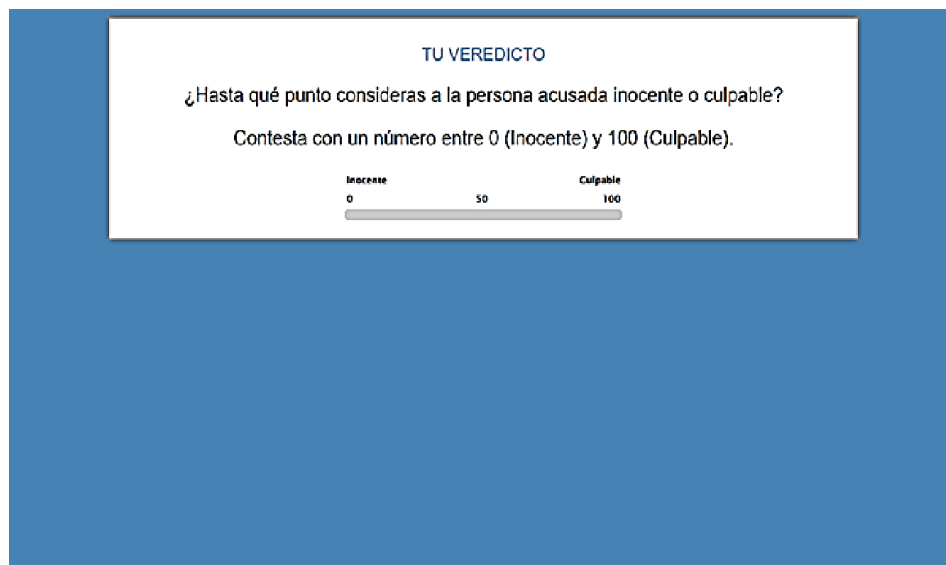 TU VEREDICTO
¿Hasta qué punto consideras a la persona acusada inocente o culpable?
Contesta con un número entre 0 (Inocente) y 100 (Culpable).
Inocente Culpable
0 50 100